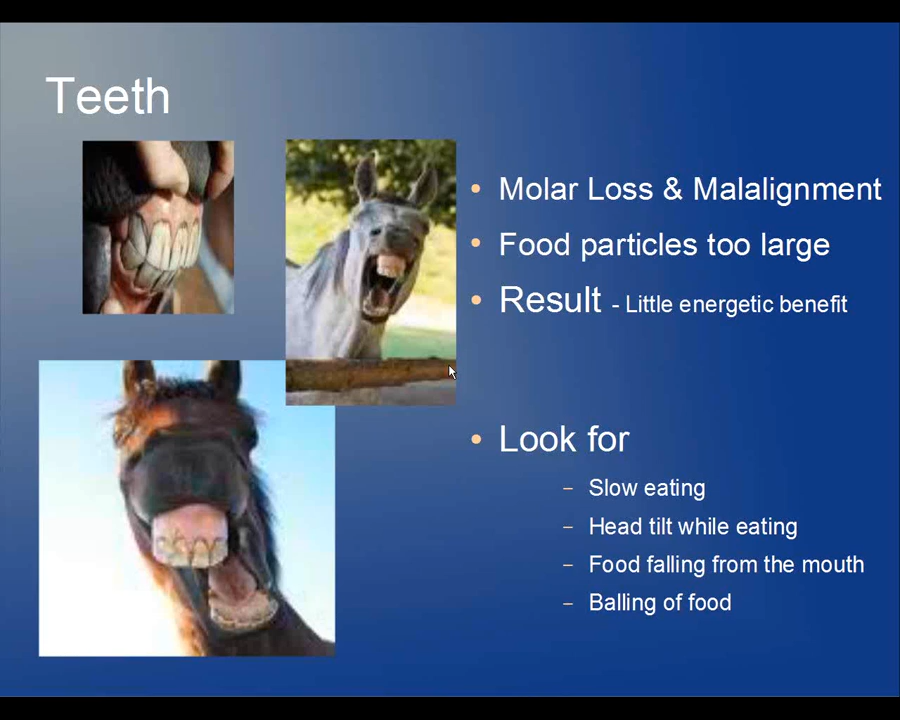 Teeth
• Molar Loss & Malalignment
• Food particles too large
• Result - Little energetic benefit
• Look for
– Slow eating
– Head tilt while eating
– Food falling from the mouth
– Balling of food